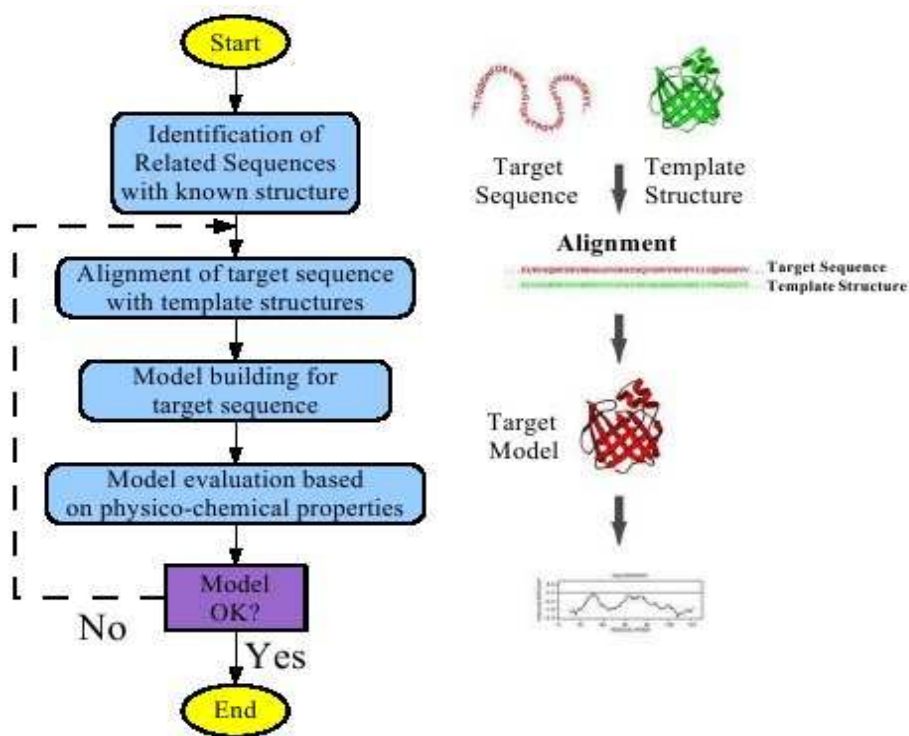 Start
Identification of
Related Sequences
with known structure
Alignment of target sequence
with template structures
Model building for
target sequence
Model evaluation based
on physico-chemical properties
Model
OK?
No
Yes
End
Target
Sequence
Template
Structure
Alignment
Target Sequence
Template Structure
Target
Model